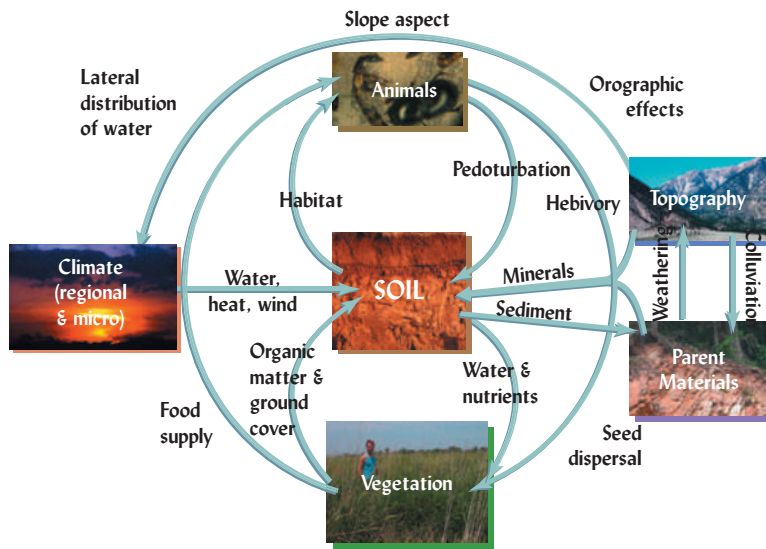 Slope aspect
Lateral
distribution
of water
Animals
Orographic
effects
Pedoturbation
Habitat
Hebivory
Topography
Climate
(regional
& micro)
Water,
heat, wind
SOIL
Minerals
Sediment
Weathering
Colluviation
Organic
matter &
ground
cover
Water &
nutrients
Parent
Materials
Food
supply
Seed
dispersal
Vegetation